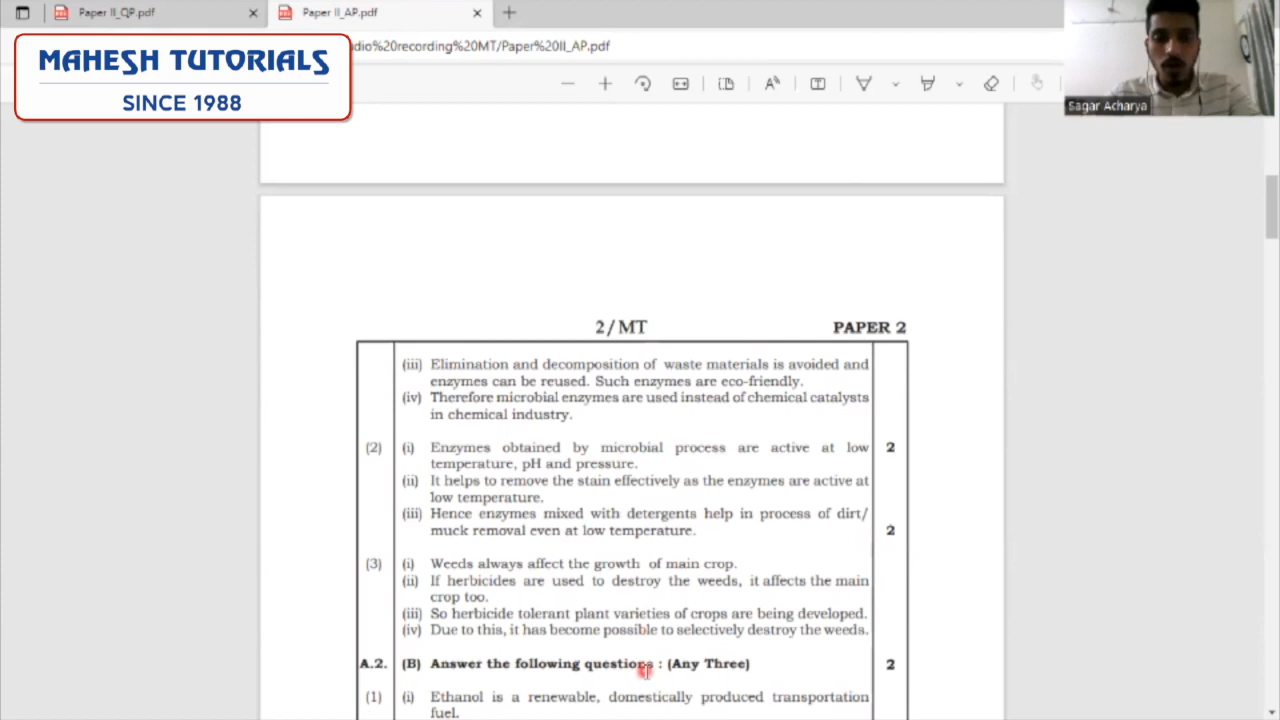 Paper II_QP.pdf
Paper II_AP.pdf
MAHESH TUTORIALS
SINCE 1988
dio%20recording%20MT/Paper%20II_AP.pdf
Sagar Acharya
2/MT PAPER 2
(iii) Elimination and decomposition of waste materials is avoided and
enzymes can be reused. Such enzymes are eco-friendly.
(iv) Therefore microbial enzymes are used instead of chemical catalysts
in chemical industry.
(2) (i) Enzymes obtained by microbial process are active at low 2
temperature, pH and pressure.
(ii) It helps to remove the stain effectively as the enzymes are active at
low temperature.
(iii) Hence enzymes mixed with detergents help in process of dirt/
muck removal even at low temperature. 2
(3) (i) Weeds always affect the growth of main crop.
(ii) If herbicides are used to destroy the weeds, it affects the main
crop too.
(iii) So herbicide tolerant plant varieties of crops are being developed.
(iv) Due to this, it has become possible to selectively destroy the weeds.
A.2. (B) Answer the following questions : (Any Three) 2
(1) (i) Ethanol is a renewable, domestically produced transportation
fuel.